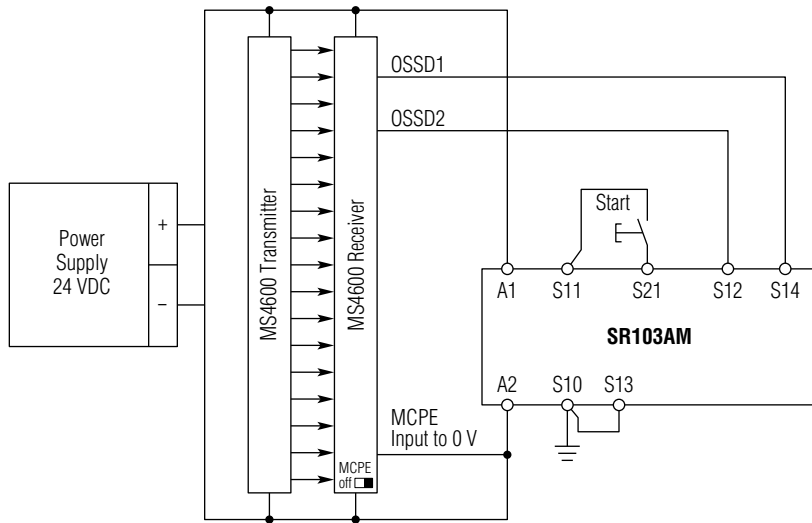 OSSD1
OSSD2
MS4600 Transmitter
MS4600 Receiver
Start
Power
Supply
24 VDC
+
−
A1
S11
S21
S12
S14
SR103AM
A2
S10
S13
MCPE
Input to 0 V
MCPE
off